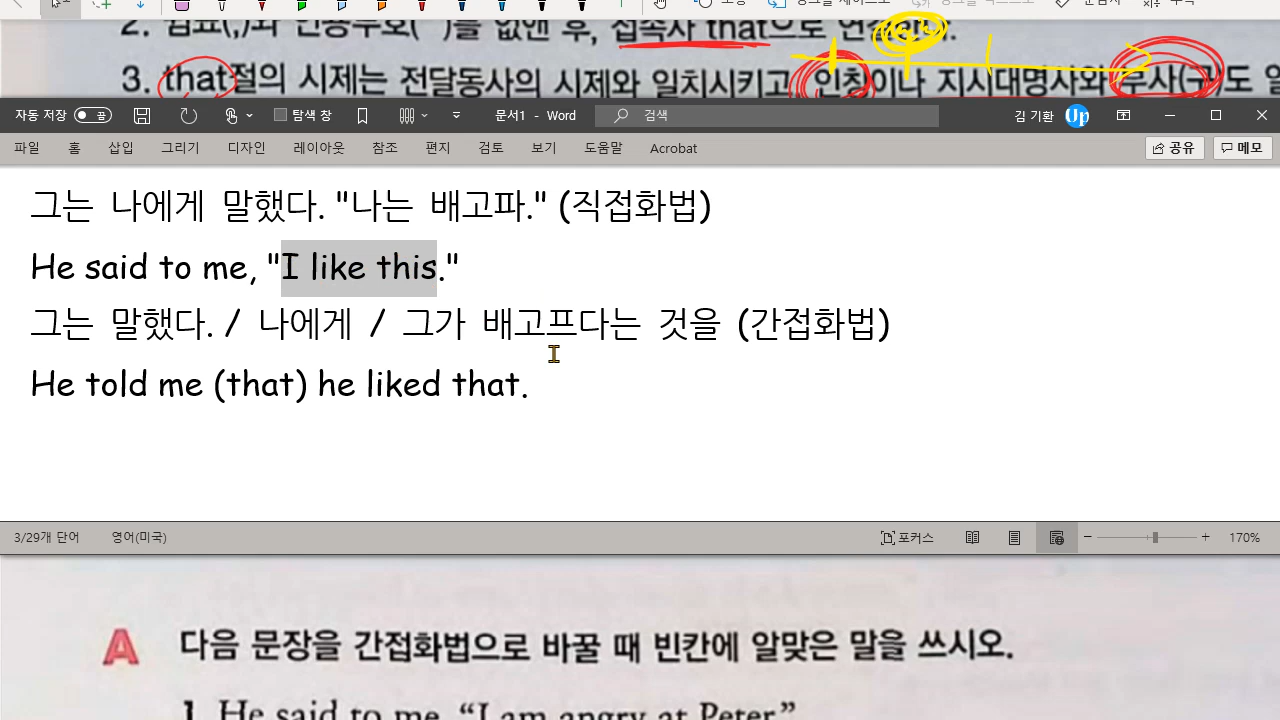 2. 쉼표(,)와 인용부호( )를 없앤 후, 접속사 that으로 연
3. that절의 시제는 전달동사의 시제와 일치시키고 인칭이나 지시대명사와 부사(구)도 일
자동 저장 끔 탐색 창 문서1 - Word 검색 김 기환
파일 홈 삽입 그리기 디자인 레이아웃 참조 편지 검토 보기 도움말 Acrobat 공유 메모
그는 나에게 말했다. "나는 배고파." (직접화법)
He said to me, "I like this."
그는 말했다. / 나에게 / 그가 배고프다는 것을 (간접화법)
He told me (that) he liked that.
3/29개 단어 영어(미국) 포커스 170%
A 다음 문장을 간접화법으로 바꿀 때 빈칸에 알맞은 말을 쓰시오.
1. He said to me, “I am angry at Peter.”